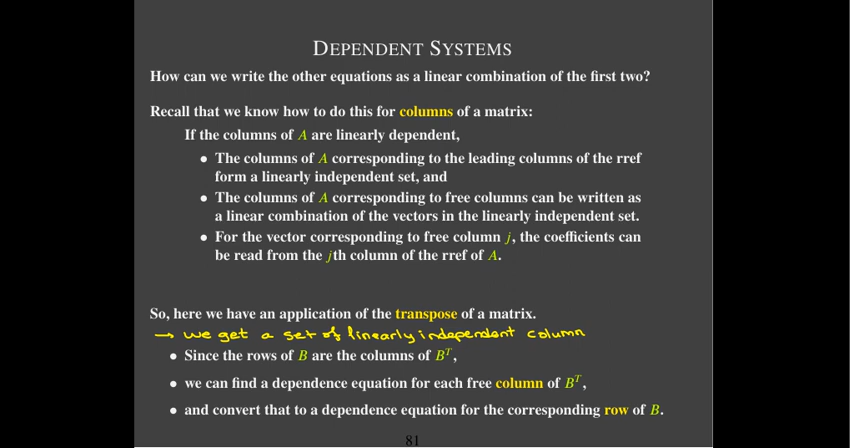 DEPENDENT SYSTEMS
How can we write the other equations as a linear combination of the first two?
Recall that we know how to do this for columns of a matrix:
If the columns of A are linearly dependent,
• The columns of A corresponding to the leading columns of the rref
form a linearly independent set, and
• The columns of A corresponding to free columns can be written as
a linear combination of the vectors in the linearly independent set.
• For the vector corresponding to free column j, the coefficients can
be read from the jth column of the rref of A.
So, here we have an application of the transpose of a matrix.
→ we get a set of linearly independent column
• Since the rows of B are the columns of Bᵀ,
• we can find a dependence equation for each free column of Bᵀ,
• and convert that to a dependence equation for the corresponding row of B.
81